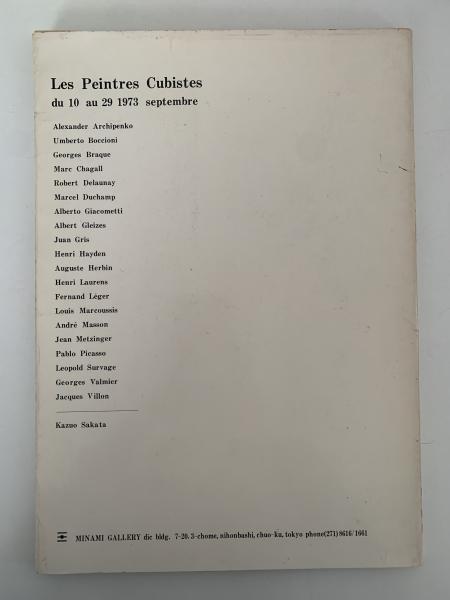 Les Peintres Cubistes
du 10 au 29 1973 septembre
Alexander Archipenko
Umberto Boccioni
Georges Braque
Marc Chagall
Robert Delaunay
Marcel Duchamp
Alberto Giacometti
Albert Gleizes
Juan Gris
Henri Hayden
Auguste Herbin
Henri Laurens
Fernand Léger
Louis Marcoussis
André Masson
Jean Metzinger
Pablo Picasso
Leopold Survage
Georges Valmier
Jacques Villon
Kazuo Sakata
MINAMI GALLERY dic bldg. 7-20. 3-chome, nihonbashi, chuo-ku, tokyo phone(271)8616/1661